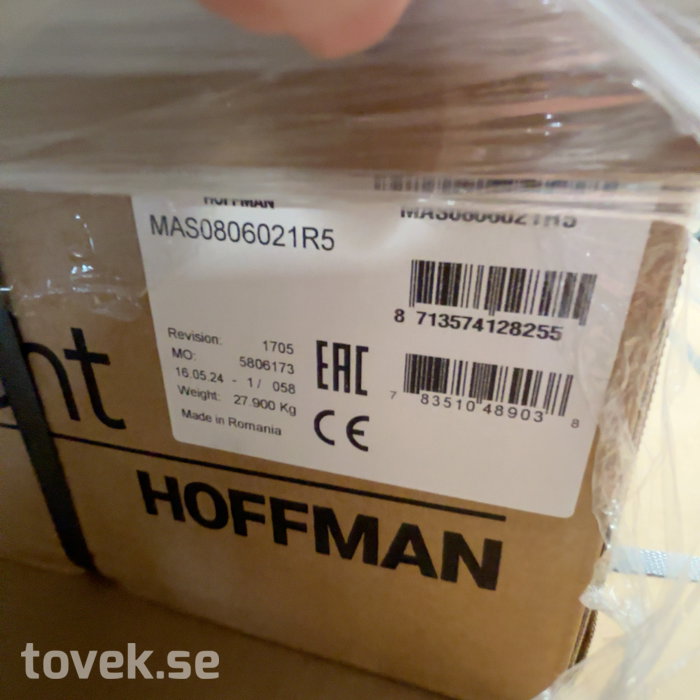 HOFFMAN
MAS0806021R5
MAS0806021R5
8 713574128255
Revision: 1705
MO: 5806173
16.05.24 - 1 / 058
Weight: 27 900 Kg
Made in Romania
EAC
CE
7 83510 48903 8
nt
HOFFMAN
tovek.se